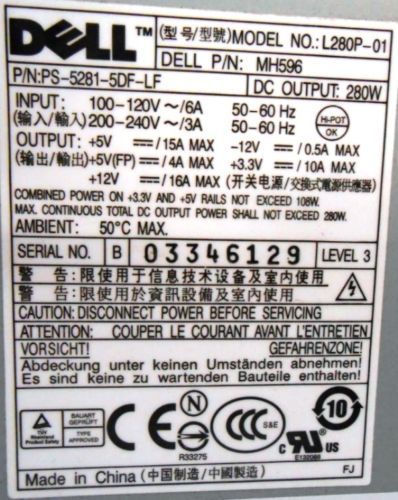 DELL (型号/型號)MODEL NO.:L280P-01
DELL P/N: MH596
P/N:PS-5281-5DF-LF DC OUTPUT: 280W
INPUT: 100-120V ~/6A 50-60 Hz
(输入/輸入) 200-240V ~/3A 50-60 Hz
Hi-POT
OK
OUTPUT: +5V ⎓/15A MAX -12V ⎓/0.5A MAX
(输出/輸出)+5V(FP) ⎓/4A MAX +3.3V ⎓/10A MAX
+12V ⎓/16A MAX (开关电源/交換式電源供應器)
COMBINED POWER ON +3.3V AND +5V RAILS NOT EXCEED 108W.
MAX. CONTINUOUS TOTAL DC OUTPUT POWER SHALL NOT EXCEED 280W.
AMBIENT: 50°C MAX.
SERIAL NO. B 03346129 LEVEL 3
警 告:限使用于信息技术设备及室内使用
警 告:限使用於資訊設備及室內使用
CAUTION: DISCONNECT POWER BEFORE SERVICING
ATTENTION: COUPER LE COURANT AVANT L'ENTRETIEN
VORSICHT! GEFAHRENZONE!
Abdeckung unter keinen Umständen abnehmen!
Es sind keine zu wartenden Bauteile enthalten!
TÜV
Rheinland
Product Safety
BAUART
GEPRÜFT
TYPE
APPROVED
CE
N
R33275
CCC
S&E
c RU US
E132068
10
Made in China (中国制造/中國製造) FJ